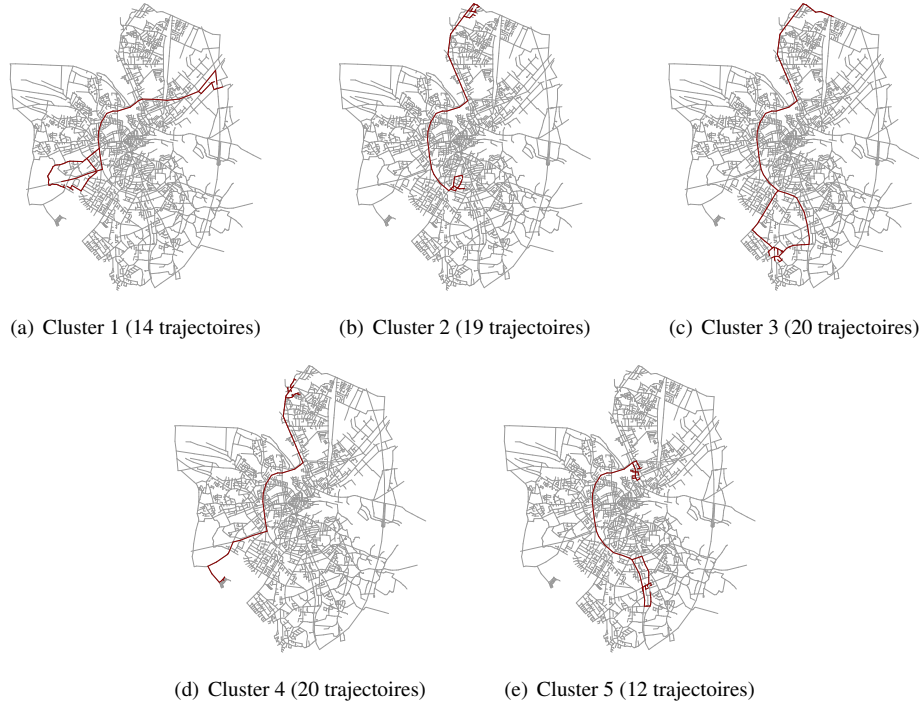 (a) Cluster 1 (14 trajectoires)
(b) Cluster 2 (19 trajectoires)
(c) Cluster 3 (20 trajectoires)
(d) Cluster 4 (20 trajectoires)
(e) Cluster 5 (12 trajectoires)